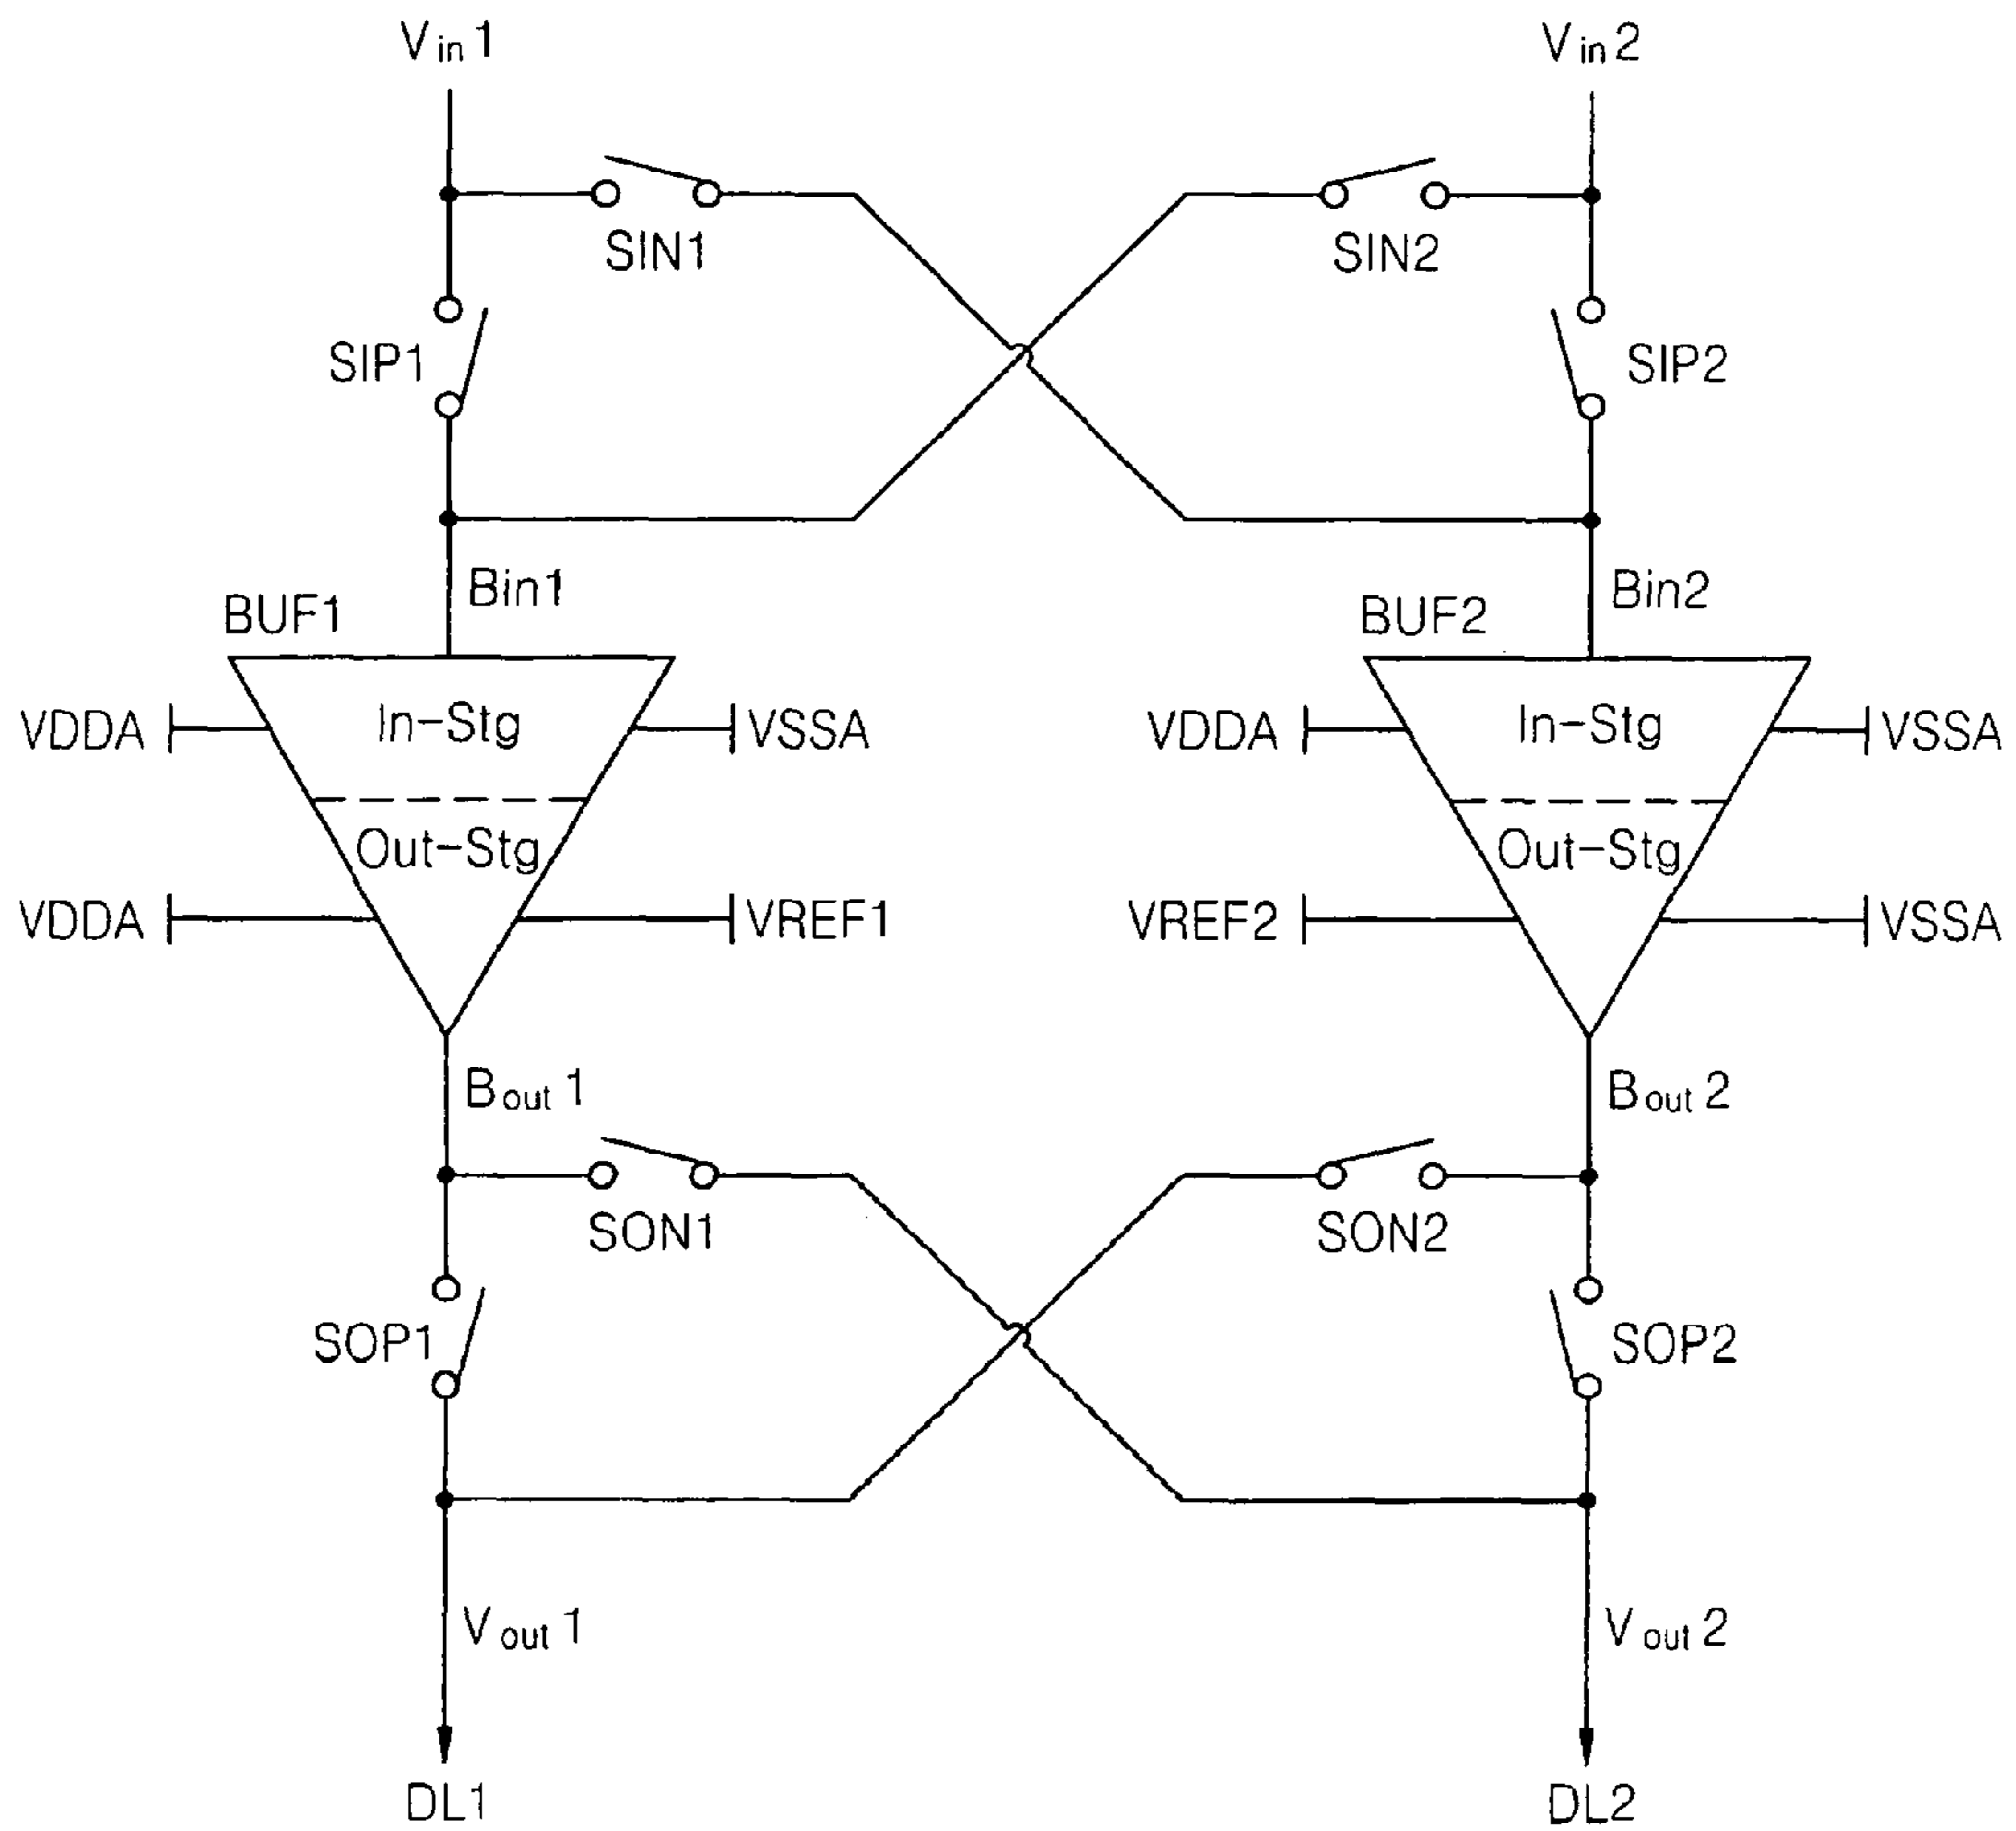 Vin1 Vin2
SIN1 SIN2
SIP1 SIP2
Bin1 Bin2
BUF1 BUF2
VDDA In-Stg VSSA VDDA In-Stg VSSA
Out-Stg Out-Stg
VDDA VREF1 VREF2 VSSA
Bout1 Bout2
SON1 SON2
SOP1 SOP2
Vout1 Vout2
DL1 DL2